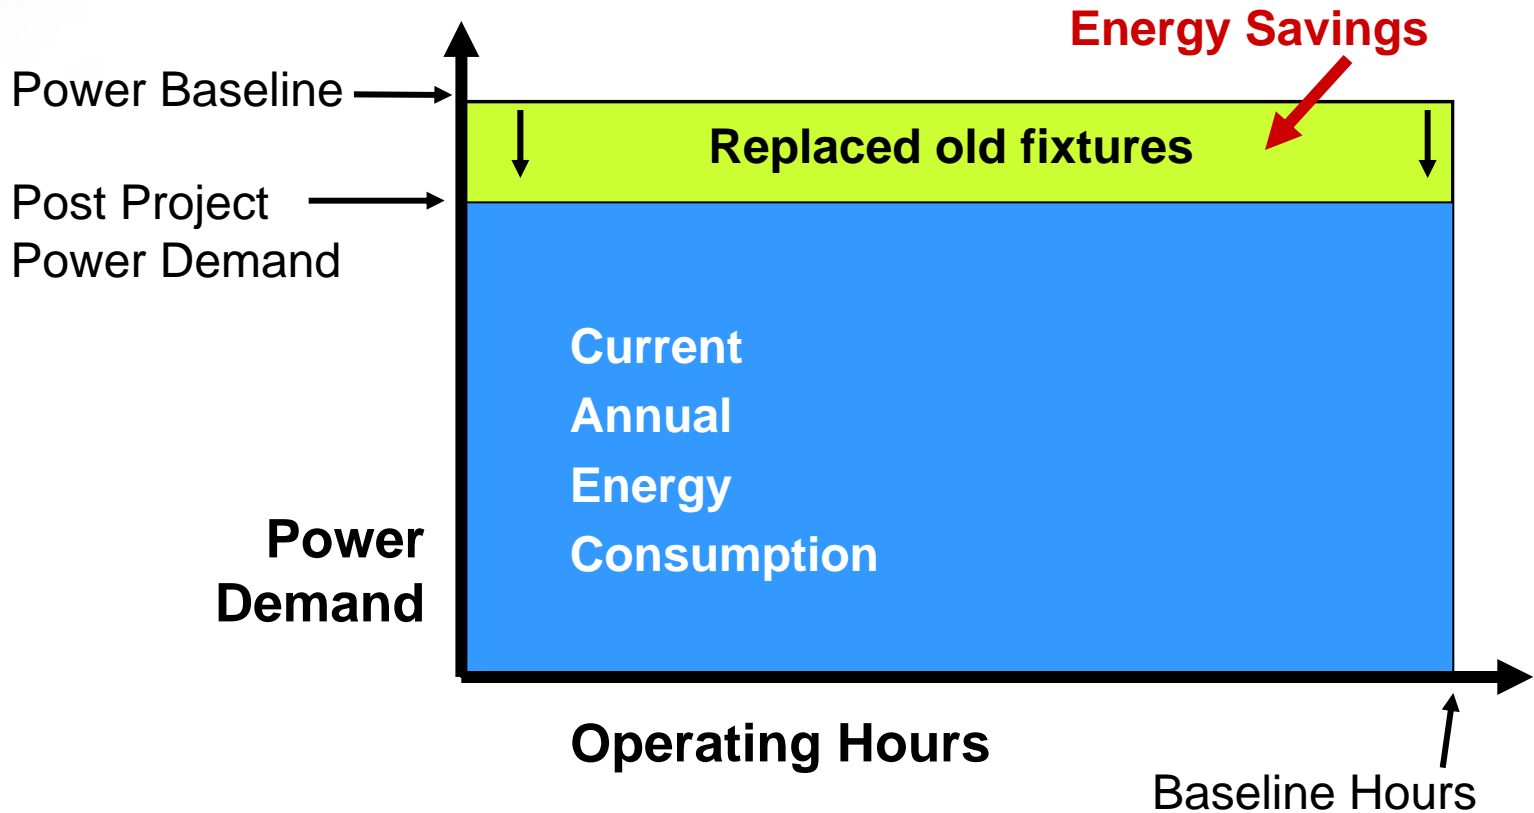 Energy Savings
Power Baseline
Replaced old fixtures
Post Project
Power Demand
Current
Annual
Energy
Consumption
Power
Demand
Operating Hours
Baseline Hours